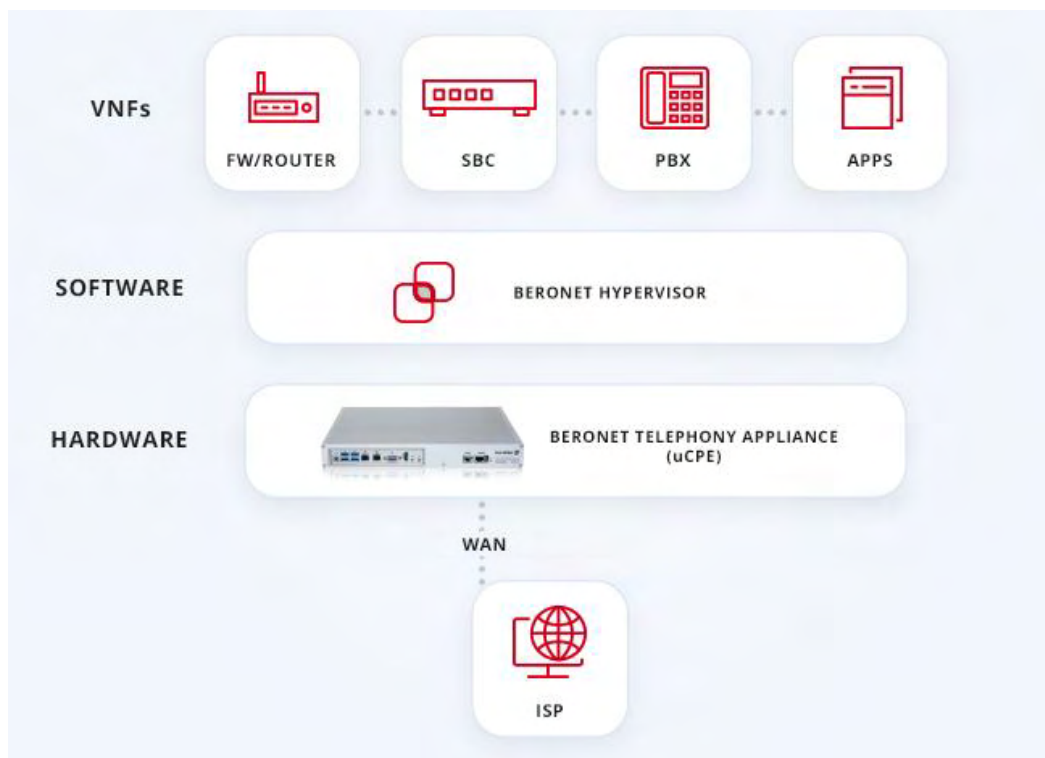 VNFs
FW/ROUTER
SBC
PBX
APPS
SOFTWARE
BERONET HYPERVISOR
HARDWARE
BERONET TELEPHONY APPLIANCE
(uCPE)
WAN
ISP